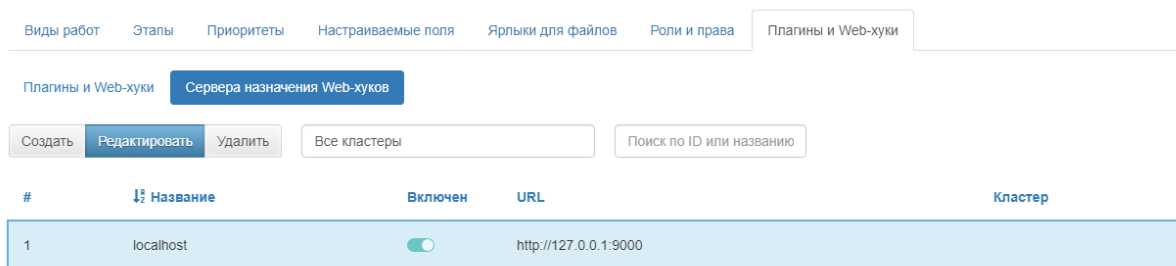 Виды работ Этапы Приоритеты Настраиваемые поля Ярлыки для файлов Роли и права Плагины и Web-хуки
Плагины и Web-хуки Сервера назначения Web-хуков
Создать Редактировать Удалить Все кластеры Поиск по ID или названию
# Название Включен URL Кластер
1 localhost http://127.0.0.1:9000